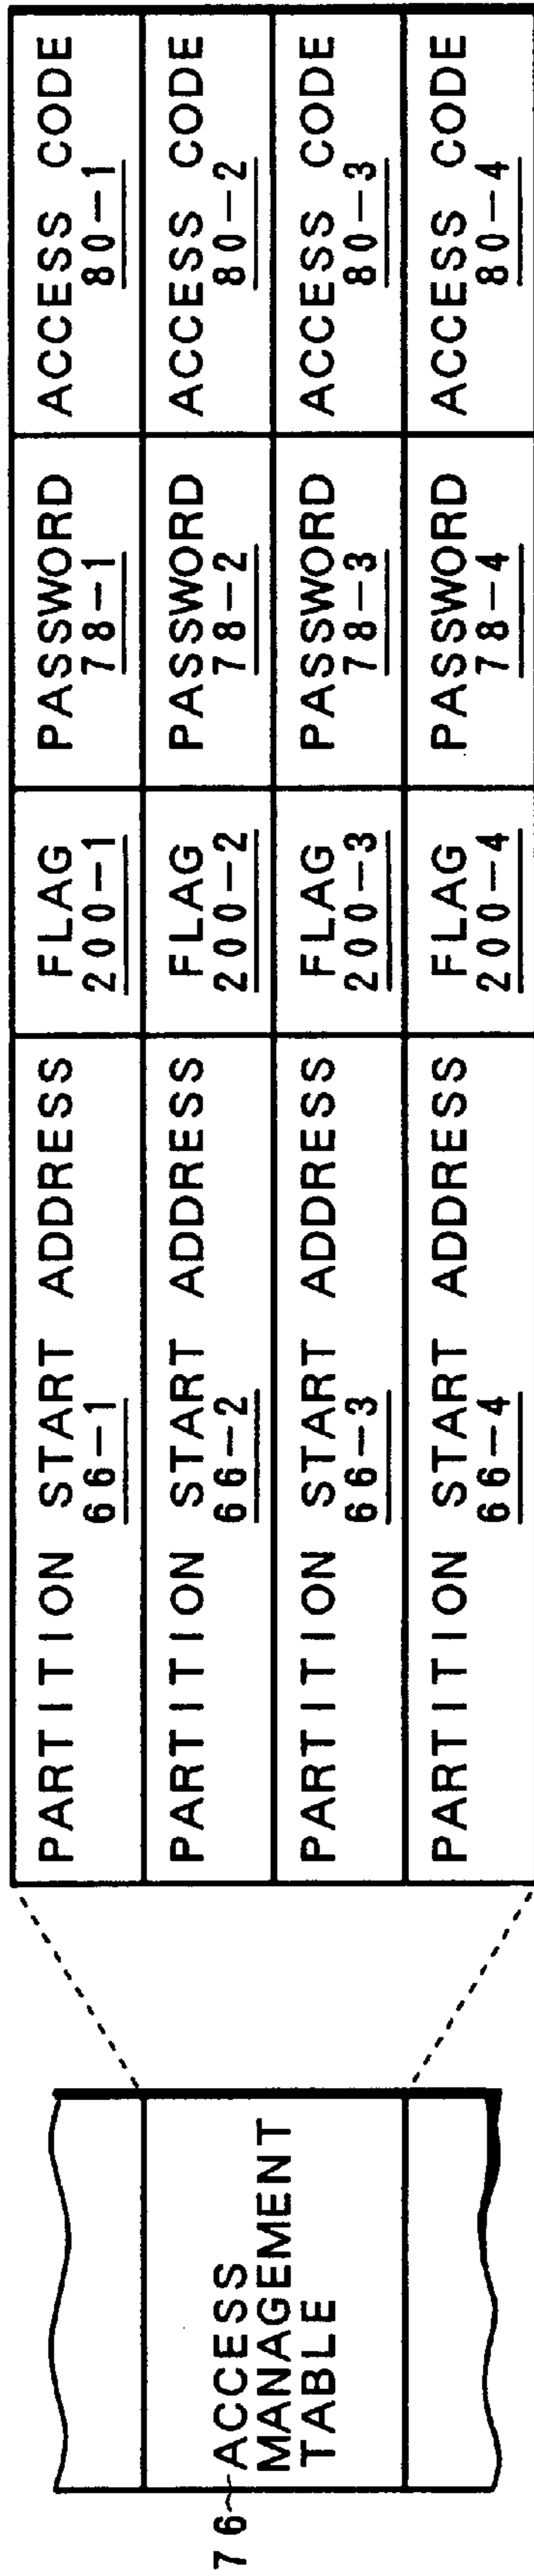 76 ACCESS
MANAGEMENT
TABLE
PARTITION START ADDRESS
66-1
FLAG
200-1
PASSWORD
78-1
ACCESS CODE
80-1
PARTITION START ADDRESS
66-2
FLAG
200-2
PASSWORD
78-2
ACCESS CODE
80-2
PARTITION START ADDRESS
66-3
FLAG
200-3
PASSWORD
78-3
ACCESS CODE
80-3
PARTITION START ADDRESS
66-4
FLAG
200-4
PASSWORD
78-4
ACCESS CODE
80-4